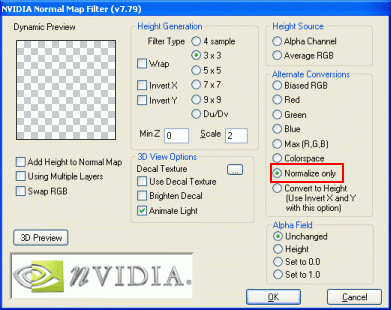 NVIDIA Normal Map Filter (v7.79)
Dynamic Preview
Add Height to Normal Map
Using Multiple Layers
Swap RGB
3D Preview
nVIDIA.
Height Generation
Filter Type
4 sample
Wrap
3 x 3
5 x 5
Invert X
7 x 7
Invert Y
9 x 9
Du/Dv
Min Z
0
Scale
2
3D View Options
Decal Texture
...
Use Decal Texture
Brighten Decal
Animate Light
Height Source
Alpha Channel
Average RGB
Alternate Conversions
Biased RGB
Red
Green
Blue
Max (R,G,B)
Colorspace
Normalize only
Convert to Height
(Use Invert X and Y
with this option)
Alpha Field
Unchanged
Height
Set to 0.0
Set to 1.0
OK
Cancel